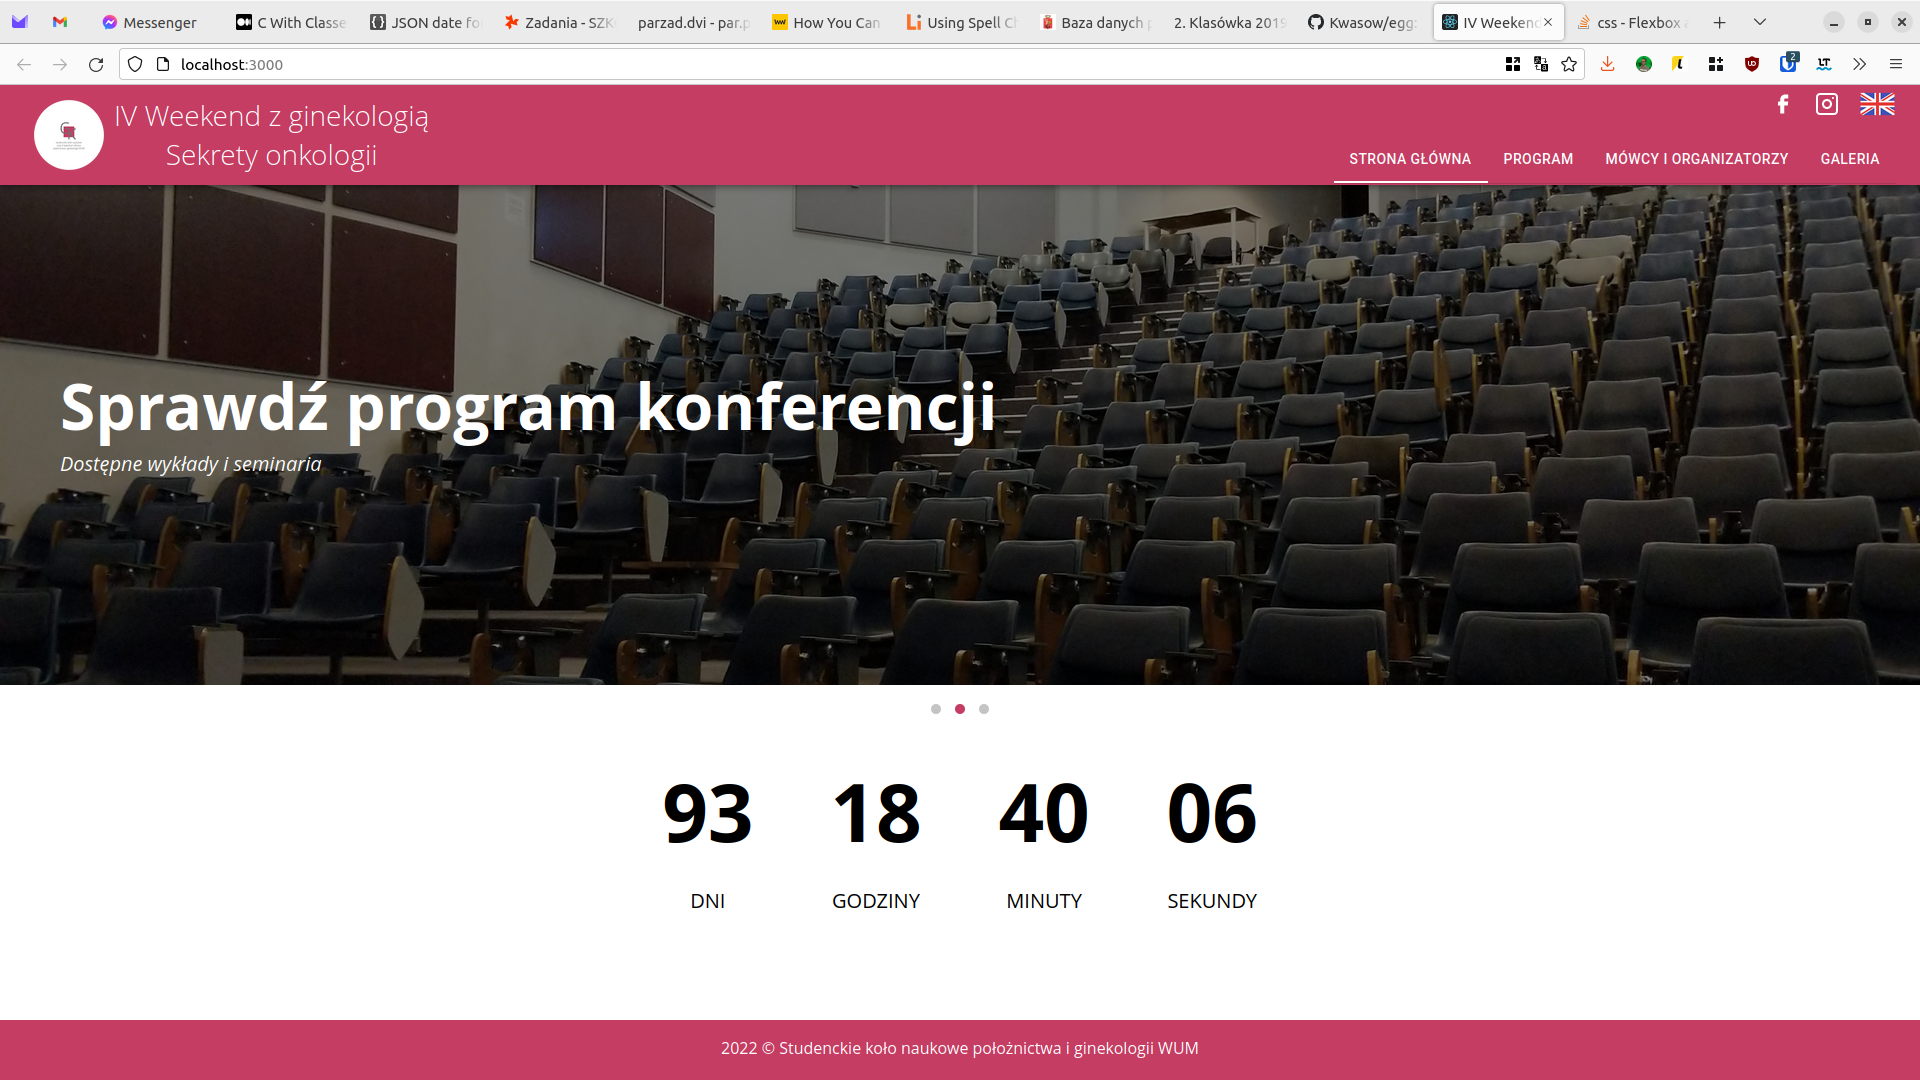 Messenger
C With Classe
JSON date fo
Zadania - SZK
parzad.dvi - par.p
How You Can
Using Spell C
Baza danych p
2. Klasówka 2019
Kwasow/egg:
IV Weekend
css - Flexbox a
localhost:3000
2
IV Weekend z ginekologią
Sekrety onkologii
STRONA GŁÓWNA
PROGRAM
MÓWCY I ORGANIZATORZY
GALERIA
Sprawdź program konferencji
Dostępne wykłady i seminaria
93 18 40 06
DNI GODZINY MINUTY SEKUNDY
2022 © Studenckie koło naukowe położnictwa i ginekologii WUM